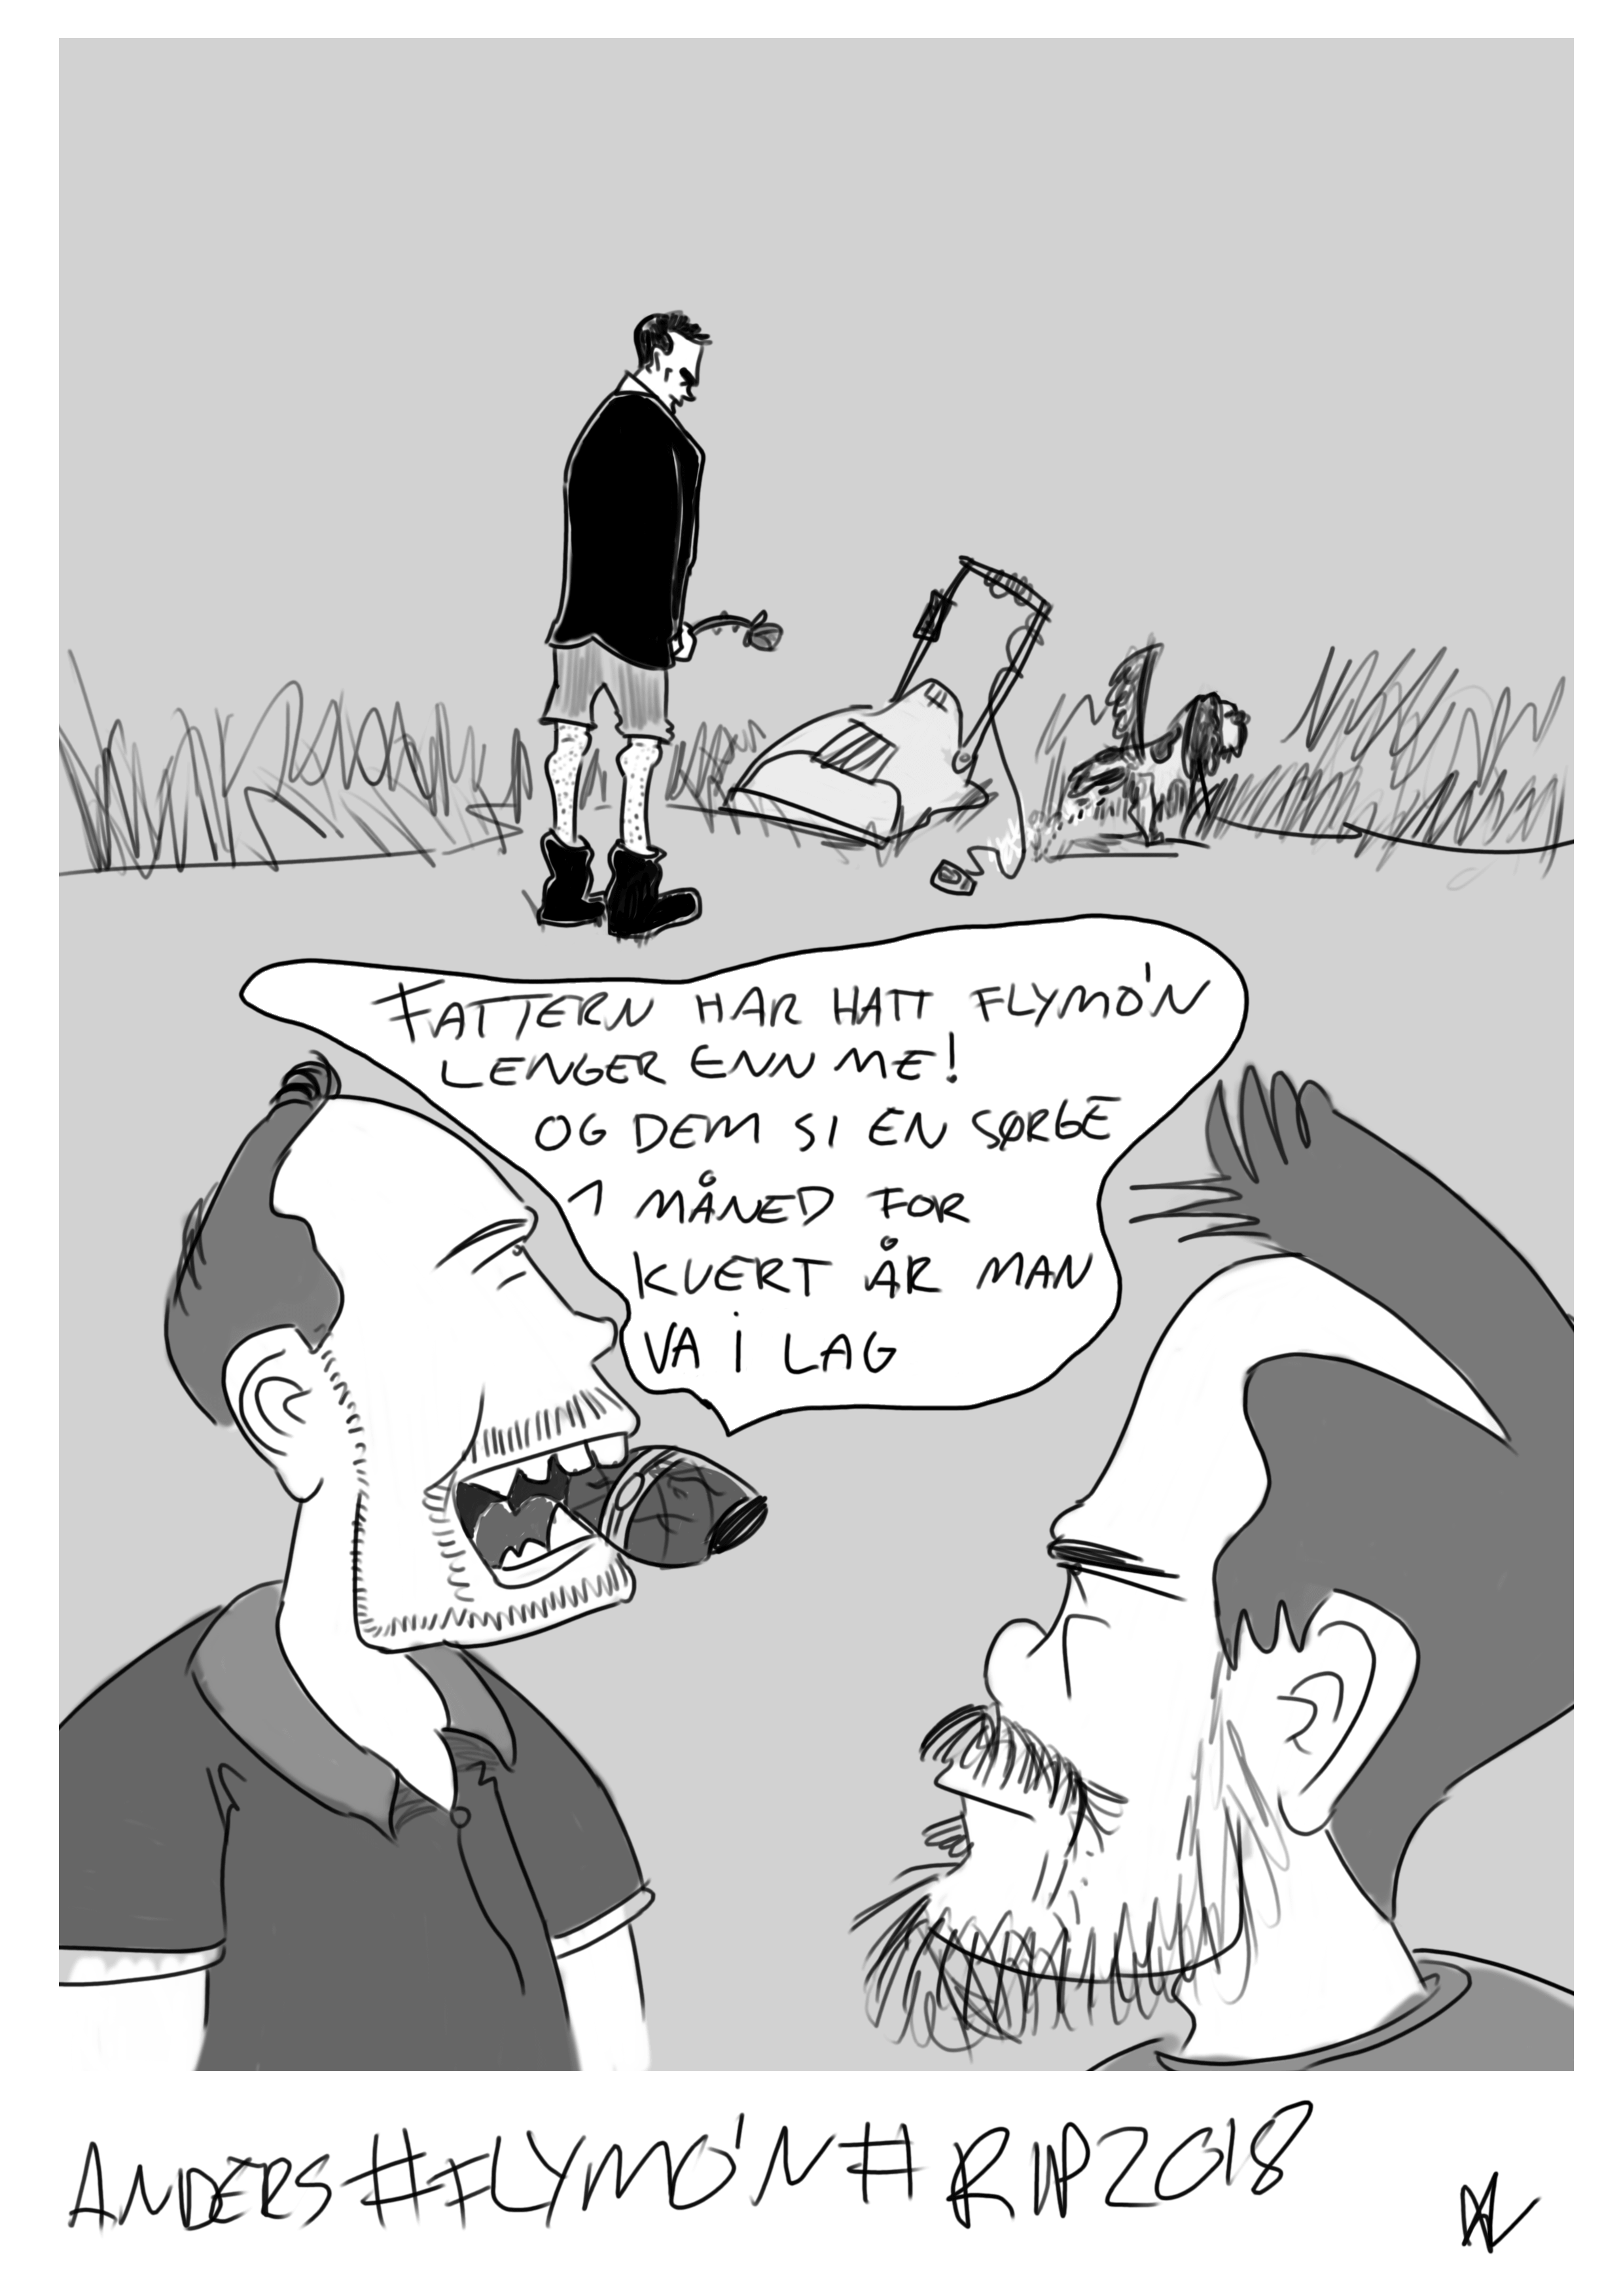 FATTERN HAR HATT FLYMO'N
LENGER ENN ME!
OG DEM SI EN SØRGE
1 MÅNED FOR
KVERT ÅR MAN
VA I LAG
ANDERS#FLYMO'N#RIP2018